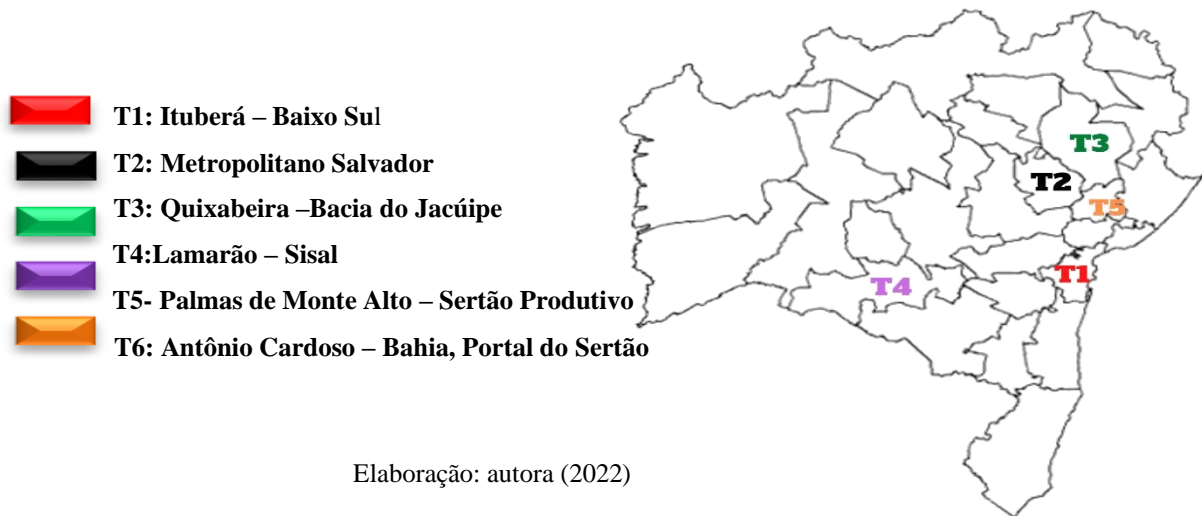 T1: Ituberá – Baixo Sul
T2: Metropolitano Salvador
T3: Quixabeira –Bacia do Jacúipe
T4:Lamarão – Sisal
T5- Palmas de Monte Alto – Sertão Produtivo
T6: Antônio Cardoso – Bahia, Portal do Sertão
T3
T2
T5
T1
T4
Elaboração: autora (2022)